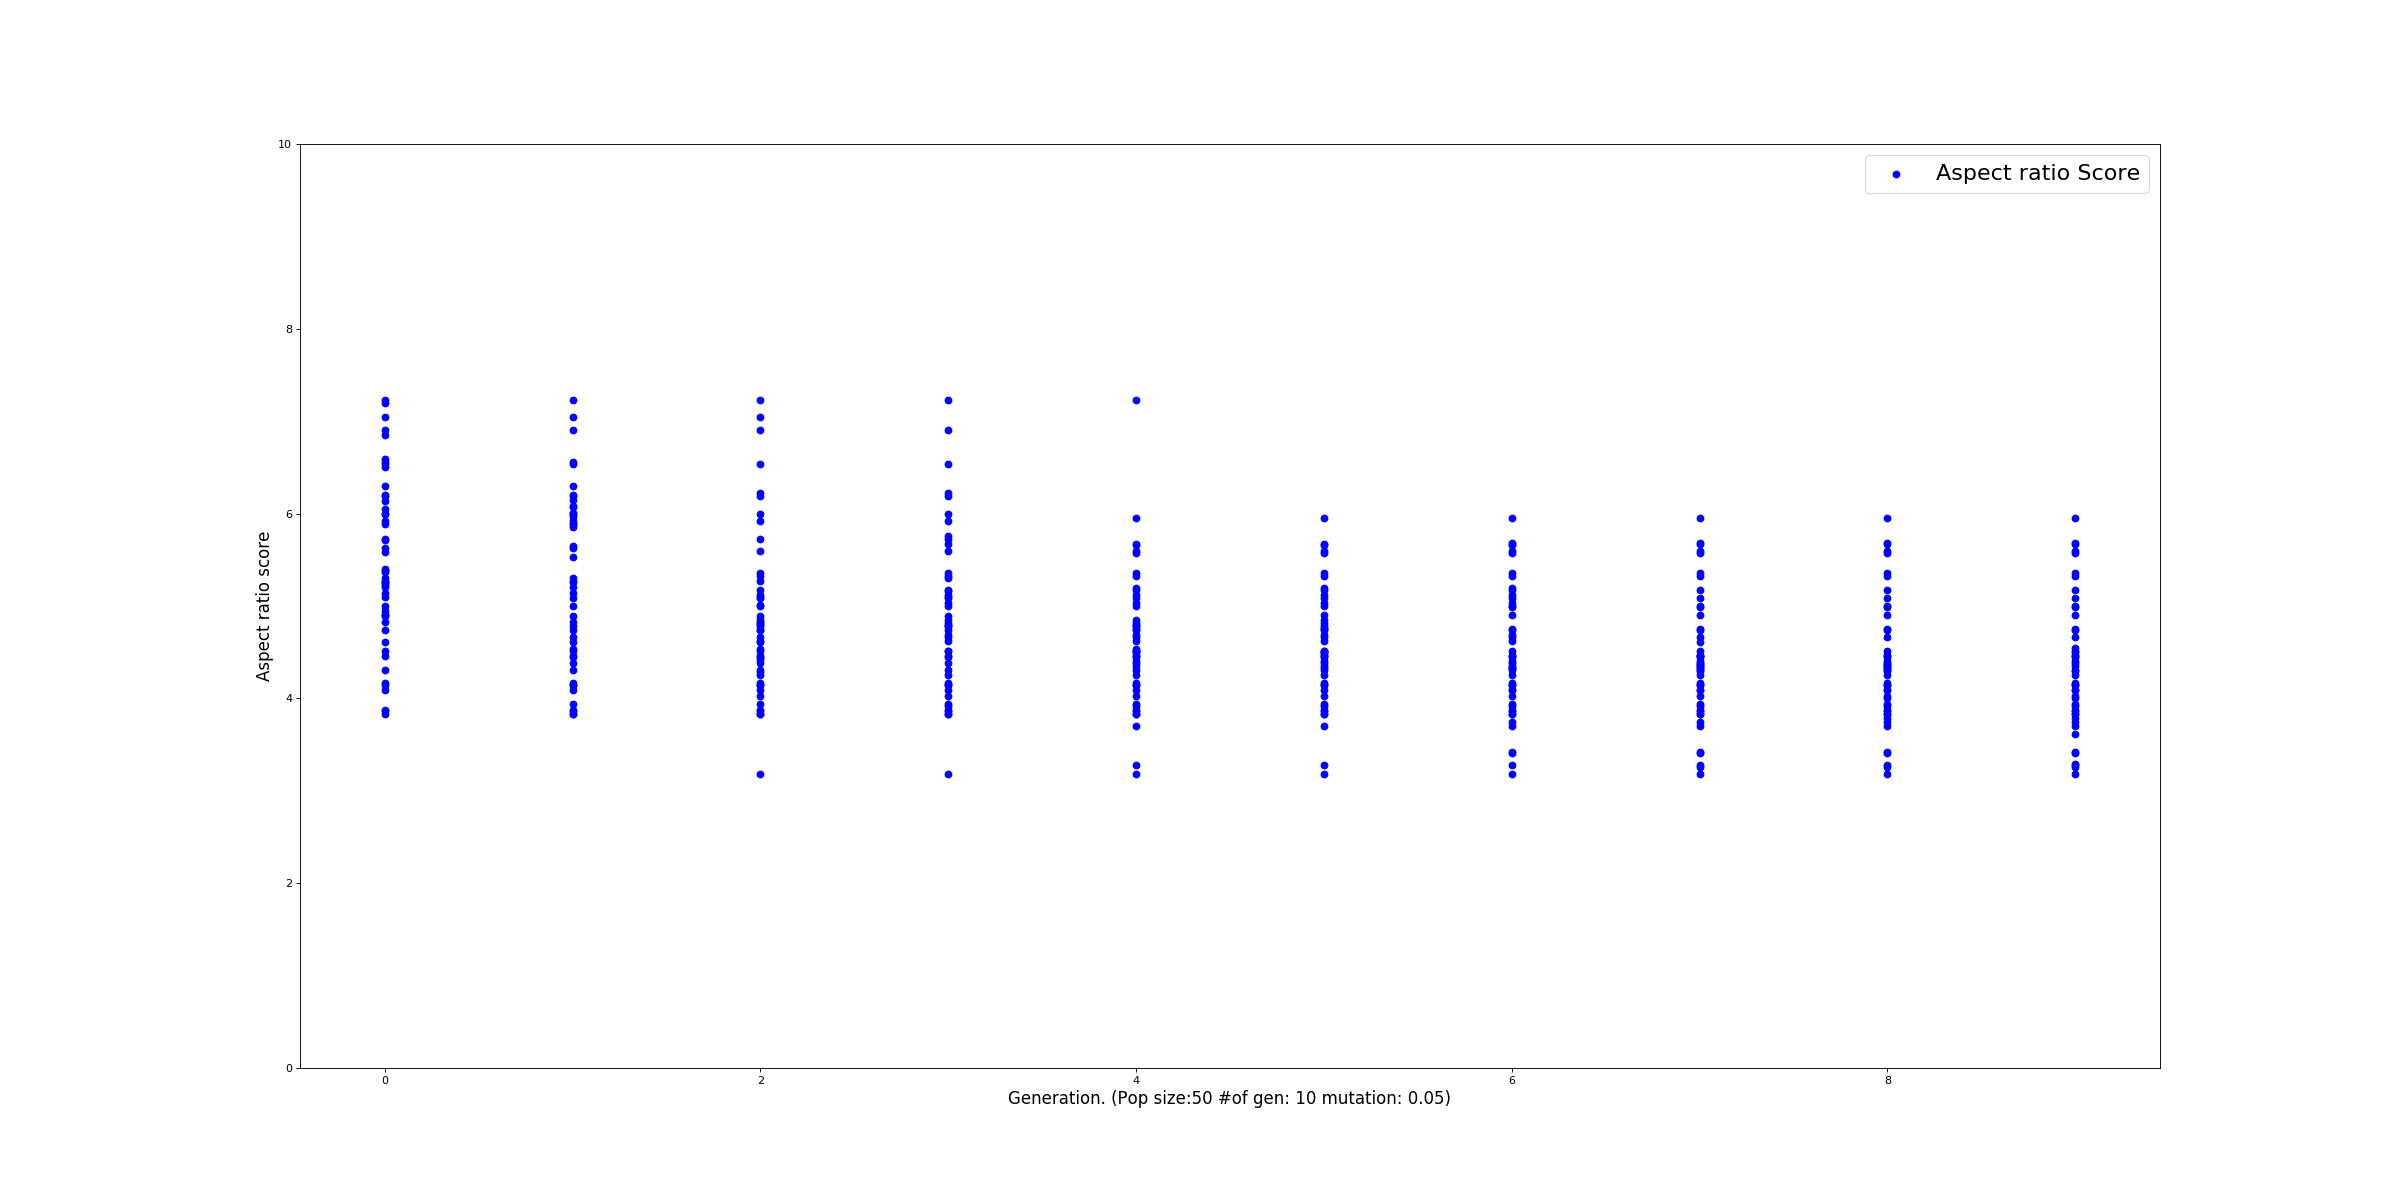 Aspect ratio Score
10
8
6
4
2
0
Aspect ratio score
0 2 4 6 8
Generation. (Pop size:50 #of gen: 10 mutation: 0.05)